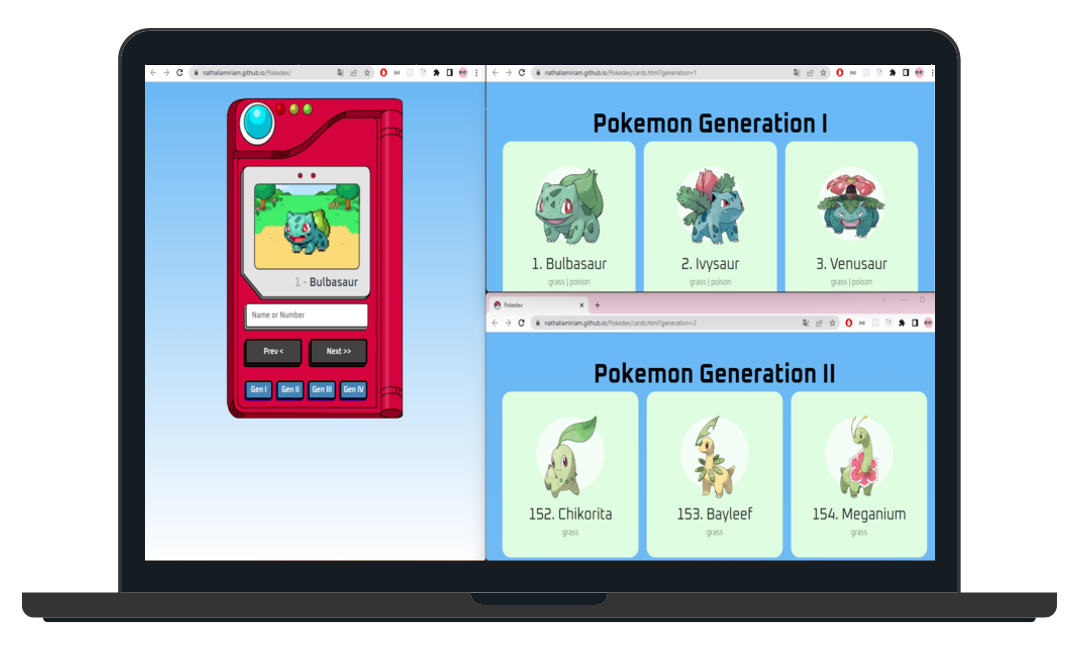 nathaliamiriam.github.io/Pokedex/
1 - Bulbasaur
Name or Number
Prev <
Next >>
Gen I
Gen II
Gen III
Gen IV
nathaliamiriam.github.io/Pokedex/cards.html?generation=1
Pokemon Generation I
1. Bulbasaur
grass | poison
2. Ivysaur
grass | poison
3. Venusaur
grass | poison
Pokedex
nathaliamiriam.github.io/Pokedex/cards.html?generation=2
Pokemon Generation II
152. Chikorita
grass
153. Bayleef
grass
154. Meganium
grass